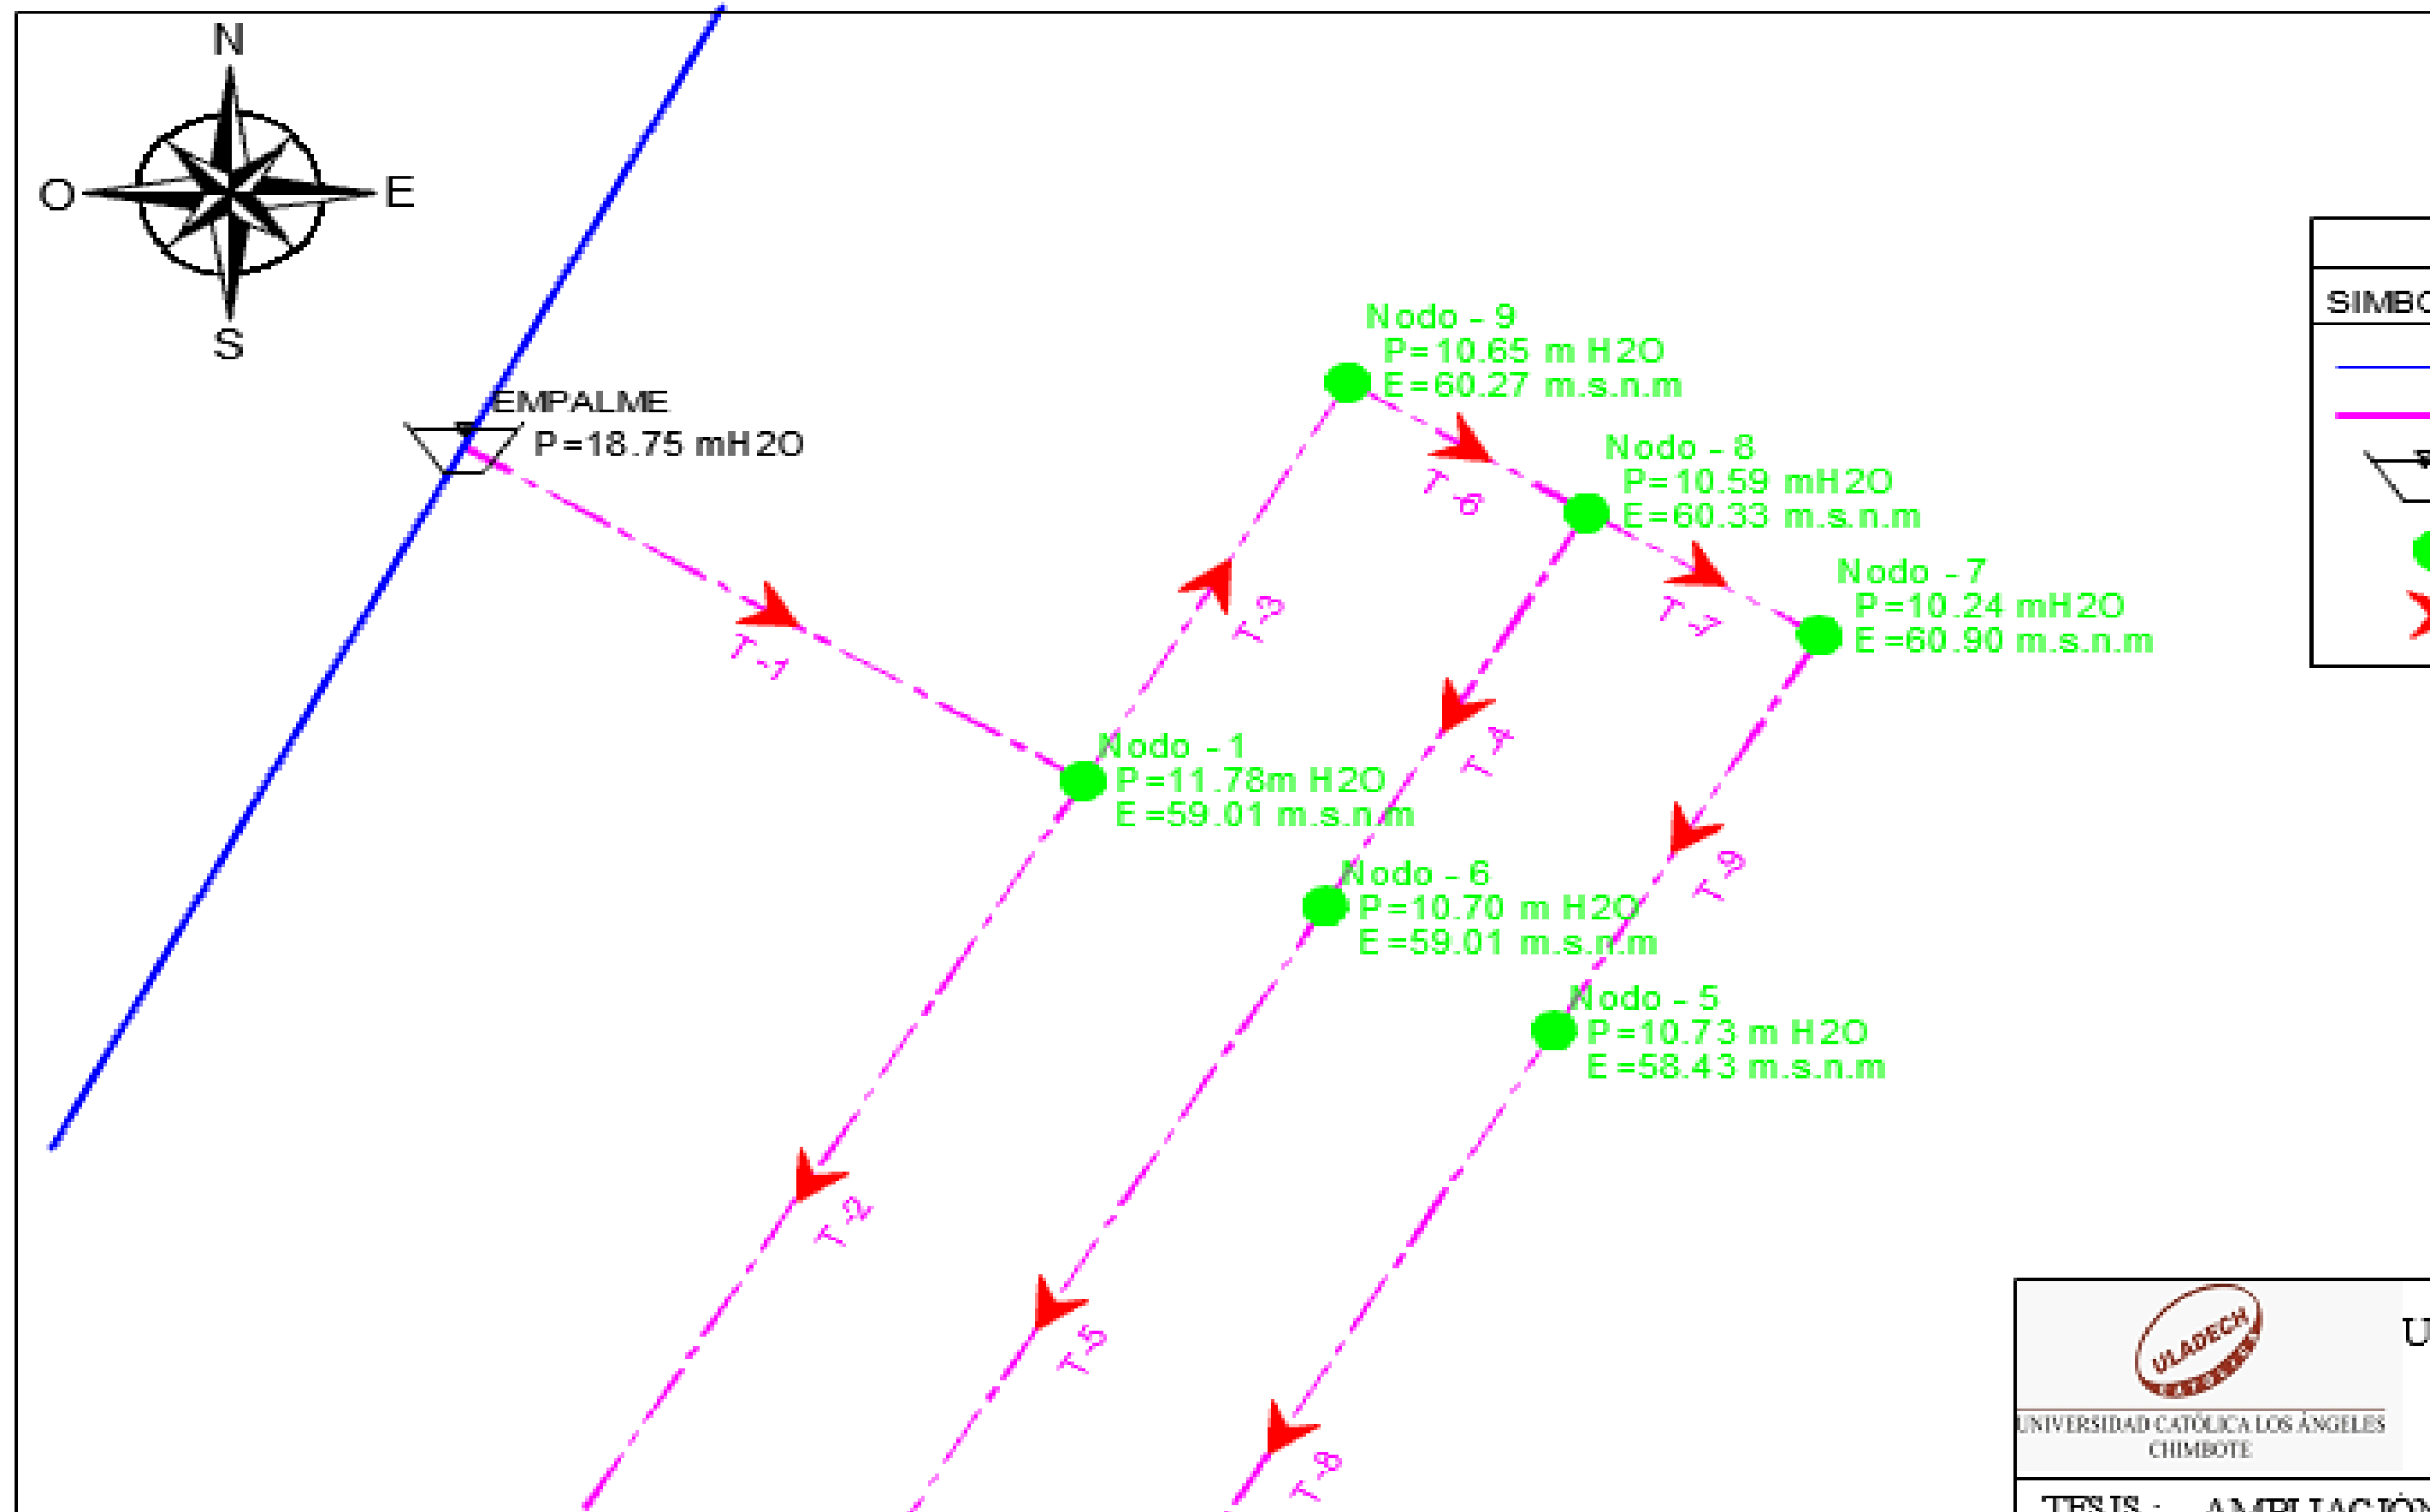 N
O
E
S
EMPALME
P=18.75 mH2O
Nodo - 9
P=10.65 m H2O
E=60.27 m.s.n.m
Nodo - 8
P=10.59 mH2O
E=60.33 m.s.n.m
Nodo - 7
P=10.24 mH2O
E=60.90 m.s.n.m
Nodo - 1
P=11.78m H2O
E=59.01 m.s.n.m
Nodo - 6
P=10.70 m H2O
E=59.01 m.s.n.m
Nodo - 5
P=10.73 m H2O
E=58.43 m.s.n.m
T-1
T-3
T-6
T-7
T-4
T-9
T-2
T-5
T-8
SIMBO
ULADECH
UNIVERSIDAD CATÓLICA LOS ÁNGELES
CHIMBOTE
U
TESIS : AMPLIACIÓN